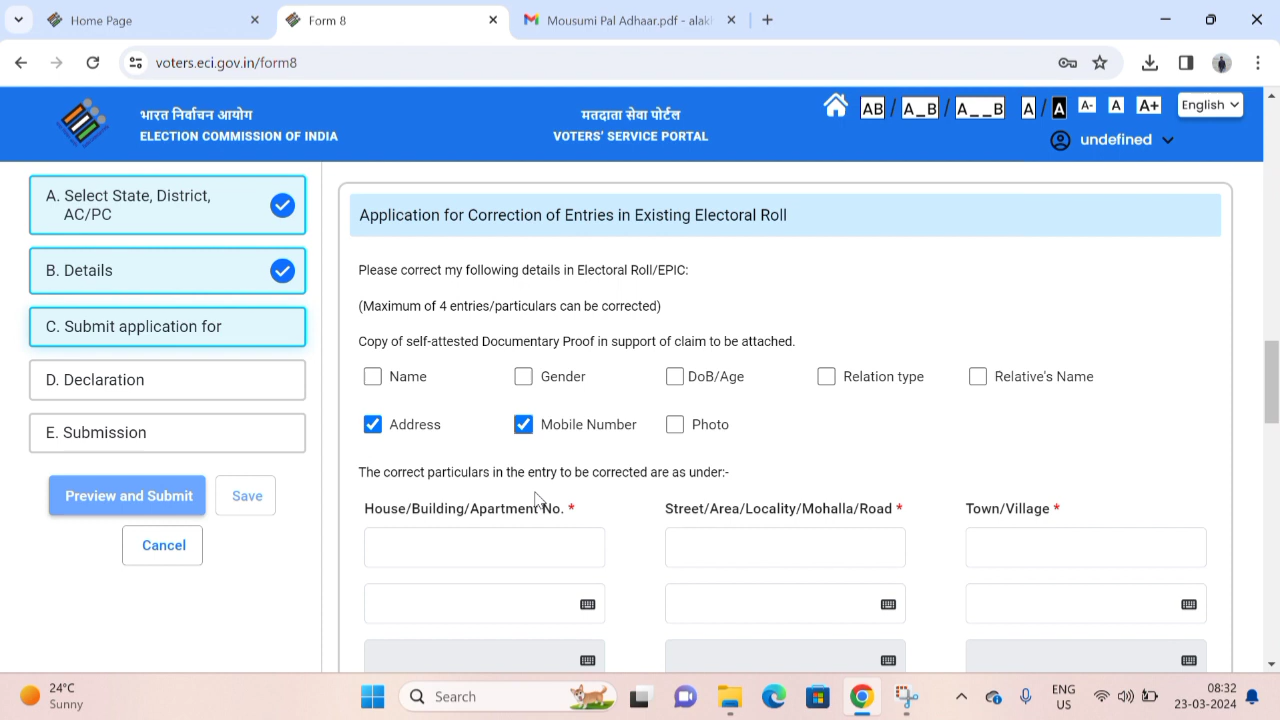 Home Page
Form 8
Mousumi Pal Adhaar.pdf - alak
voters.eci.gov.in/form8
भारत निर्वाचन आयोग
ELECTION COMMISSION OF INDIA
मतदाता सेवा पोर्टल
VOTERS' SERVICE PORTAL
AB / A_B / A__B A / A A- A A+ English
undefined
A. Select State, District,
AC/PC
B. Details
C. Submit application for
D. Declaration
E. Submission
Preview and Submit Save
Cancel
Application for Correction of Entries in Existing Electoral Roll
Please correct my following details in Electoral Roll/EPIC:
(Maximum of 4 entries/particulars can be corrected)
Copy of self-attested Documentary Proof in support of claim to be attached.
Name Gender DoB/Age Relation type Relative's Name
Address Mobile Number Photo
The correct particulars in the entry to be corrected are as under:-
House/Building/Apartment No. * Street/Area/Locality/Mohalla/Road * Town/Village *
24°C
Sunny
Search
ENG
US
08:32
23-03-2024